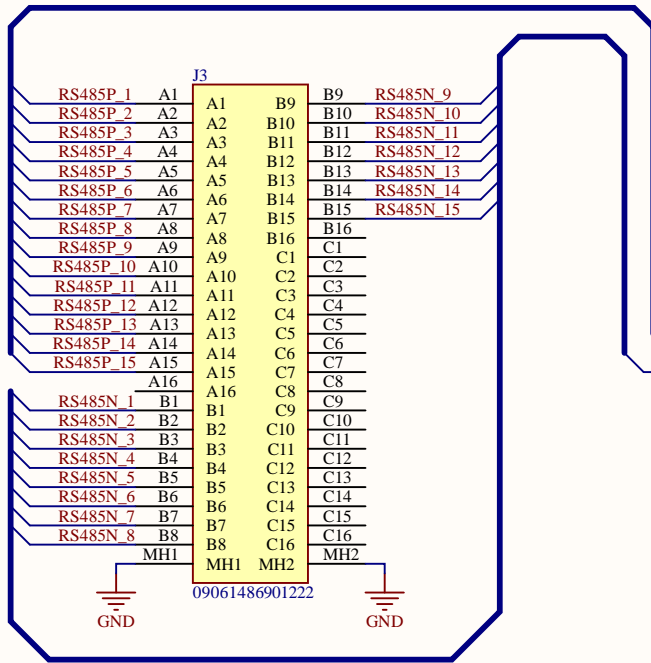 J3
RS485P_1 A1 A1 B9 B9 RS485N_9
RS485P_2 A2 A2 B10 B10 RS485N_10
RS485P_3 A3 A3 B11 B11 RS485N_11
RS485P_4 A4 A4 B12 B12 RS485N_12
RS485P_5 A5 A5 B13 B13 RS485N_13
RS485P_6 A6 A6 B14 B14 RS485N_14
RS485P_7 A7 A7 B15 B15 RS485N_15
RS485P_8 A8 A8 B16 B16
RS485P_9 A9 A9 C1 C1
RS485P_10 A10 A10 C2 C2
RS485P_11 A11 A11 C3 C3
RS485P_12 A12 A12 C4 C4
RS485P_13 A13 A13 C5 C5
RS485P_14 A14 A14 C6 C6
RS485P_15 A15 A15 C7 C7
A16 A16 C8 C8
RS485N_1 B1 B1 C9 C9
RS485N_2 B2 B2 C10 C10
RS485N_3 B3 B3 C11 C11
RS485N_4 B4 B4 C12 C12
RS485N_5 B5 B5 C13 C13
RS485N_6 B6 B6 C14 C14
RS485N_7 B7 B7 C15 C15
RS485N_8 B8 B8 C16 C16
MH1 MH1 MH2 MH2
09061486901222
GND GND